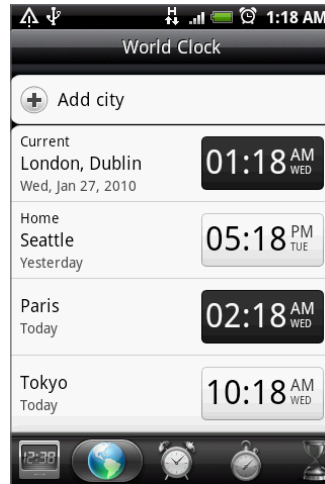 H
1:18 AM
World Clock
Add city
Current
London, Dublin
Wed, Jan 27, 2010
01:18 AM WED
Home
Seattle
Yesterday
05:18 PM TUE
Paris
Today
02:18 AM WED
Tokyo
Today
10:18 AM WED
12:38